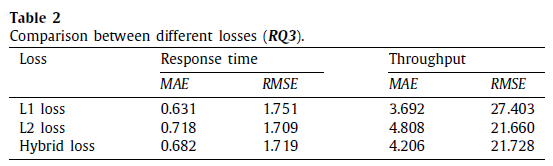 Table 2
Comparison between different losses (RQ3).
Loss Response time Throughput
MAE RMSE MAE RMSE
L1 loss 0.631 1.751 3.692 27.403
L2 loss 0.718 1.709 4.808 21.660
Hybrid loss 0.682 1.719 4.206 21.728